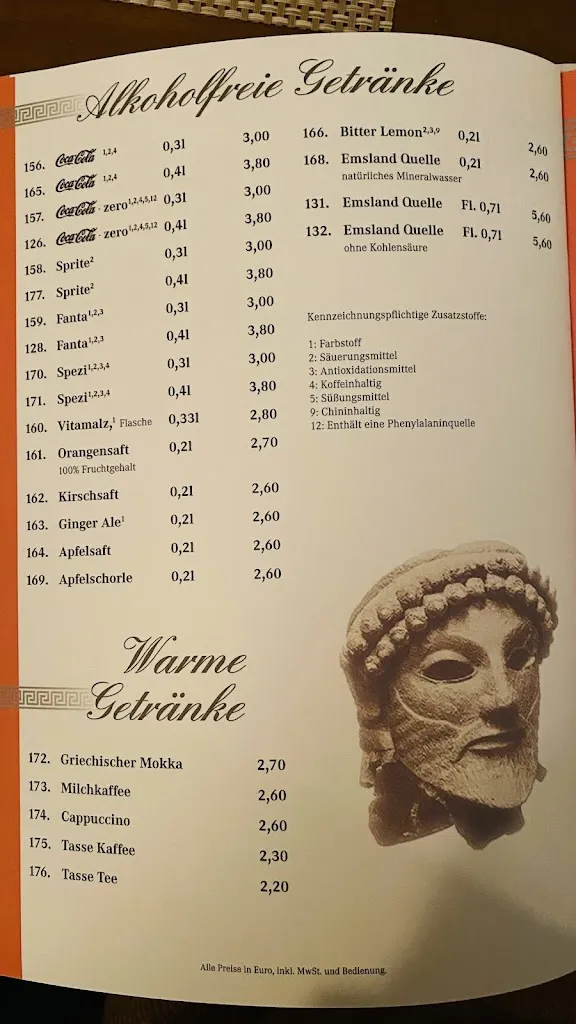 Alkoholfreie Getränke
156. Coca-Cola 1,2,4 0,3l 3,00
165. Coca-Cola 1,2,4 0,4l 3,80
157. Coca-Cola - zero1,2,4,5,12 0,3l 3,00
126. Coca-Cola - zero1,2,4,5,12 0,4l 3,80
158. Sprite2 0,3l 3,00
177. Sprite2 0,4l 3,80
159. Fanta1,2,3 0,3l 3,00
128. Fanta1,2,3 0,4l 3,80
170. Spezi1,2,3,4 0,3l 3,00
171. Spezi1,2,3,4 0,4l 3,80
160. Vitamalz,1 Flasche 0,33l 2,80
161. Orangensaft 0,2l 2,70
100% Fruchtgehalt
162. Kirschsaft 0,2l 2,60
163. Ginger Ale1 0,2l 2,60
164. Apfelsaft 0,2l 2,60
169. Apfelschorle 0,2l 2,60
166. Bitter Lemon2,3,9 0,2l 2,60
168. Emsland Quelle 0,2l 2,60
natürliches Mineralwasser
131. Emsland Quelle Fl. 0,7l 5,60
132. Emsland Quelle Fl. 0,7l 5,60
ohne Kohlensäure
Kennzeichnungspflichtige Zusatzstoffe:
1: Farbstoff
2: Säuerungsmittel
3: Antioxidationsmittel
4: Koffeinhaltig
5: Süßungsmittel
9: Chininhaltig
12: Enthält eine Phenylalaninquelle
Warme
Getränke
172. Griechischer Mokka 2,70
173. Milchkaffee 2,60
174. Cappuccino 2,60
175. Tasse Kaffee 2,30
176. Tasse Tee 2,20
Alle Preise in Euro, inkl. MwSt. und Bedienung.